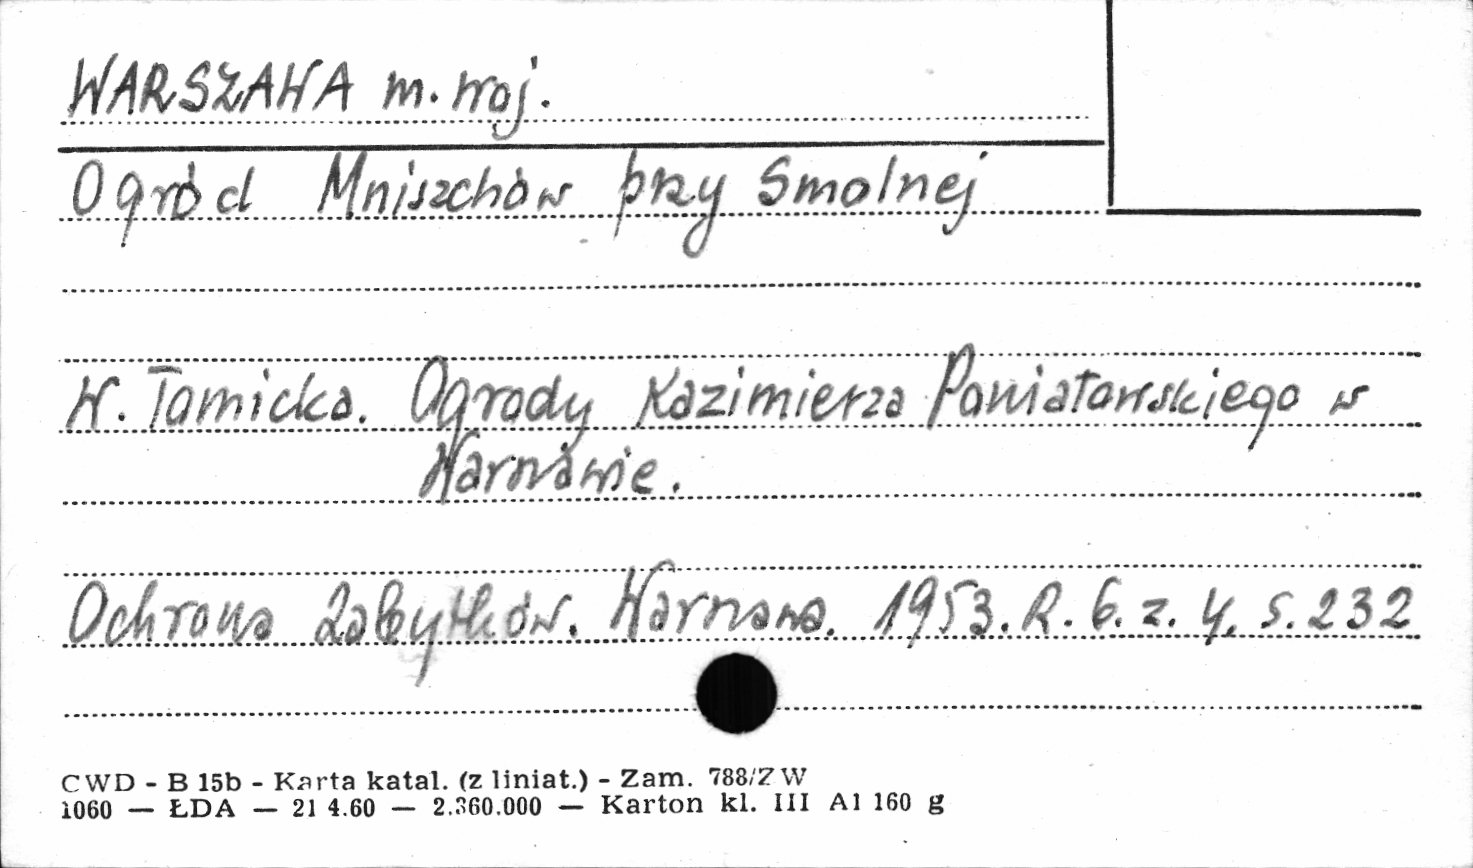 WARSZAWA m. woj.
Ogród Mniszchów przy Smolnej
W. Tomicka. Ogrody Kazimierza Poniatowskiego w
Warszawie.
Ochrona Zabytków. Warszawa. 1953. R. 6. z. 4. s. 232
CWD - B 15b - Karta katal. (z liniat.) - Zam. 788/ZW
1060 — ŁDA — 21 4.60 — 2.360.000 — Karton kl. III A1 160 g